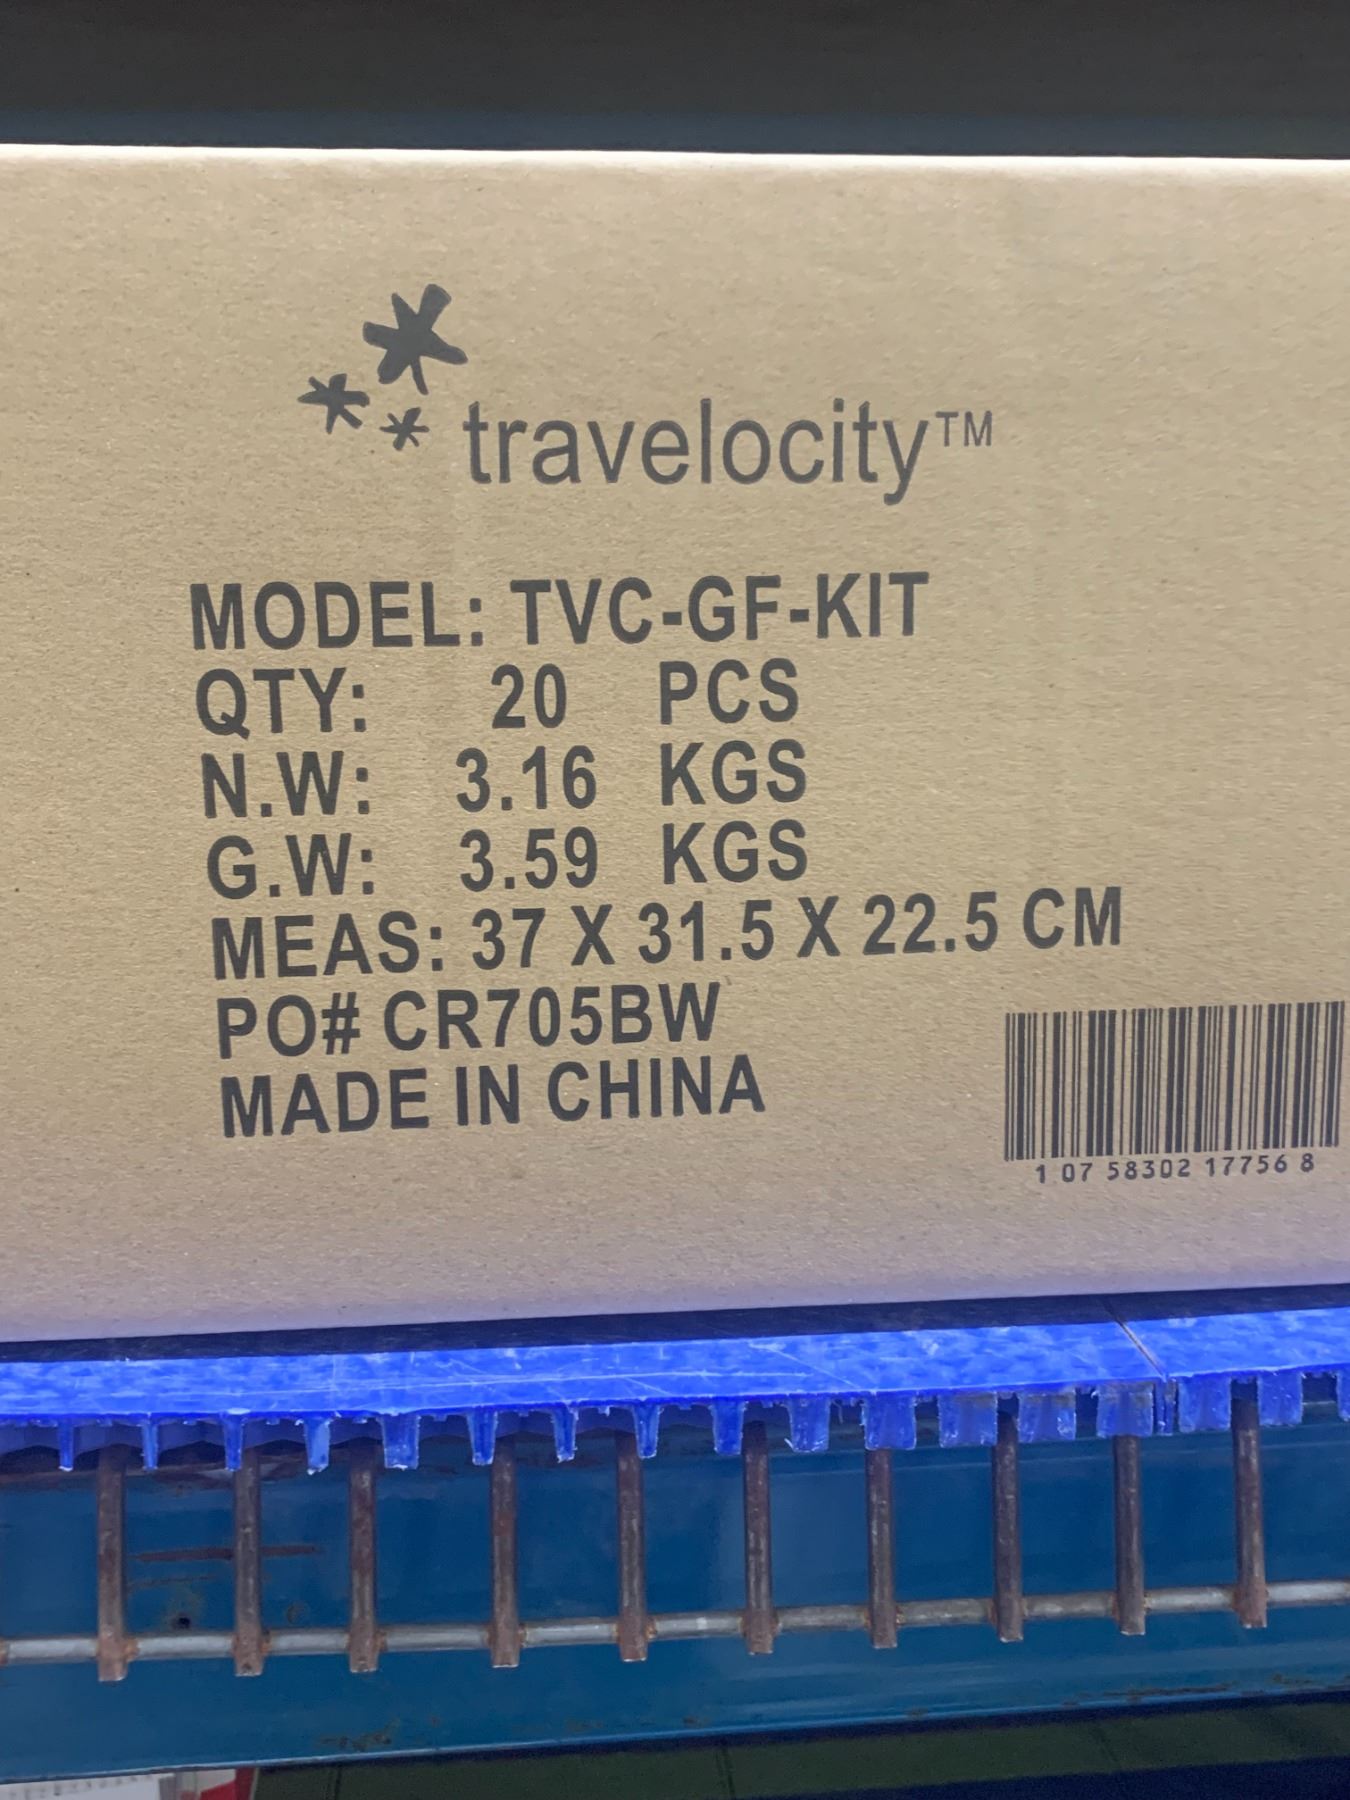 travelocity™
MODEL: TVC-GF-KIT
QTY: 20 PCS
N.W: 3.16 KGS
G.W: 3.59 KGS
MEAS: 37 X 31.5 X 22.5 CM
PO# CR705BW
MADE IN CHINA
1 07 58302 17756 8